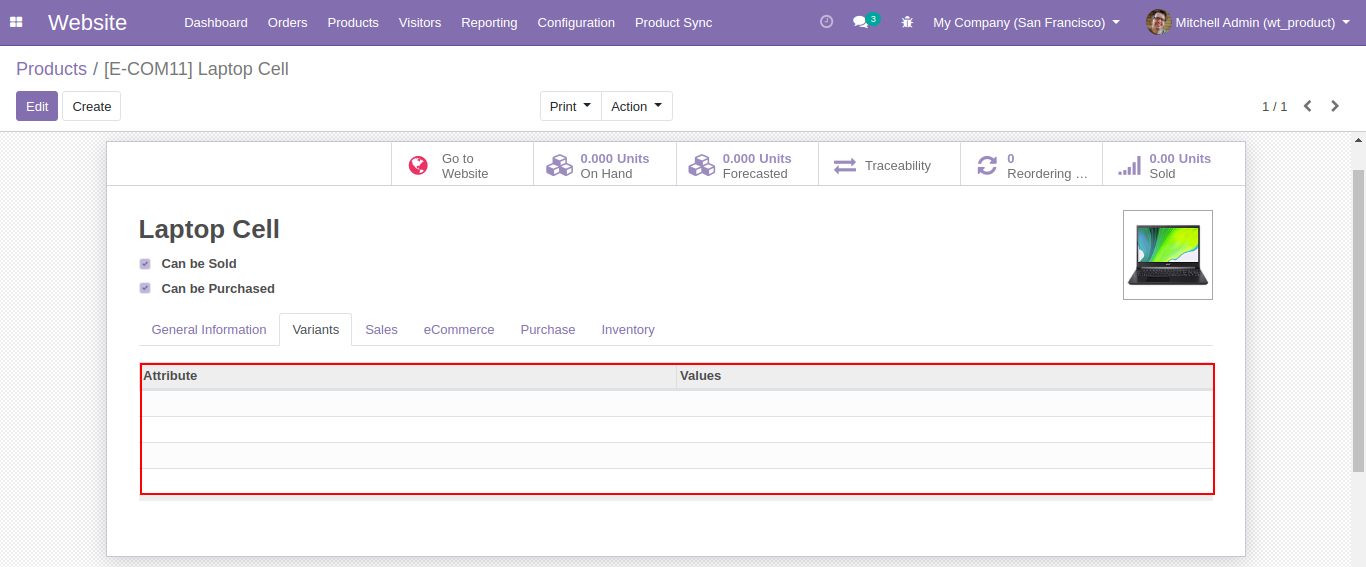 Website Dashboard Orders Products Visitors Reporting Configuration Product Sync 3 My Company (San Francisco) Mitchell Admin (wt_product)
Products / [E-COM11] Laptop Cell
Edit Create Print Action 1 / 1
Go to Website
0.000 Units On Hand
0.000 Units Forecasted
Traceability
0 Reordering ...
0.00 Units Sold
Laptop Cell
Can be Sold
Can be Purchased
General Information Variants Sales eCommerce Purchase Inventory
Attribute Values